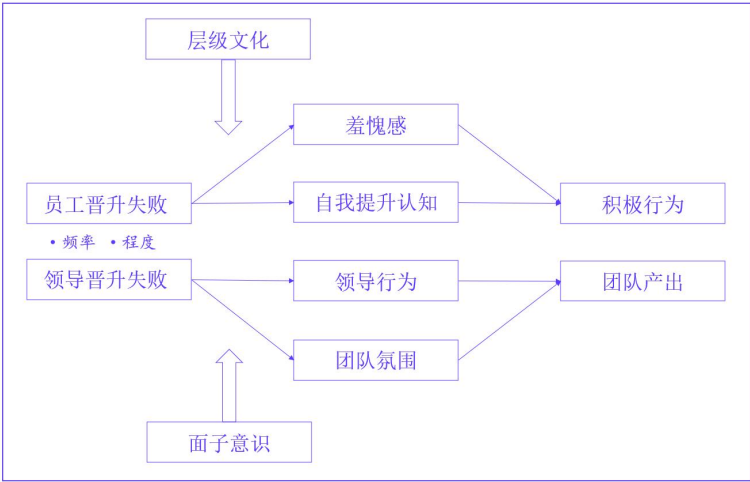 层级文化
羞愧感
员工晋升失败
自我提升认知
积极行为
•频率 •程度
领导晋升失败
领导行为
团队产出
团队氛围
面子意识